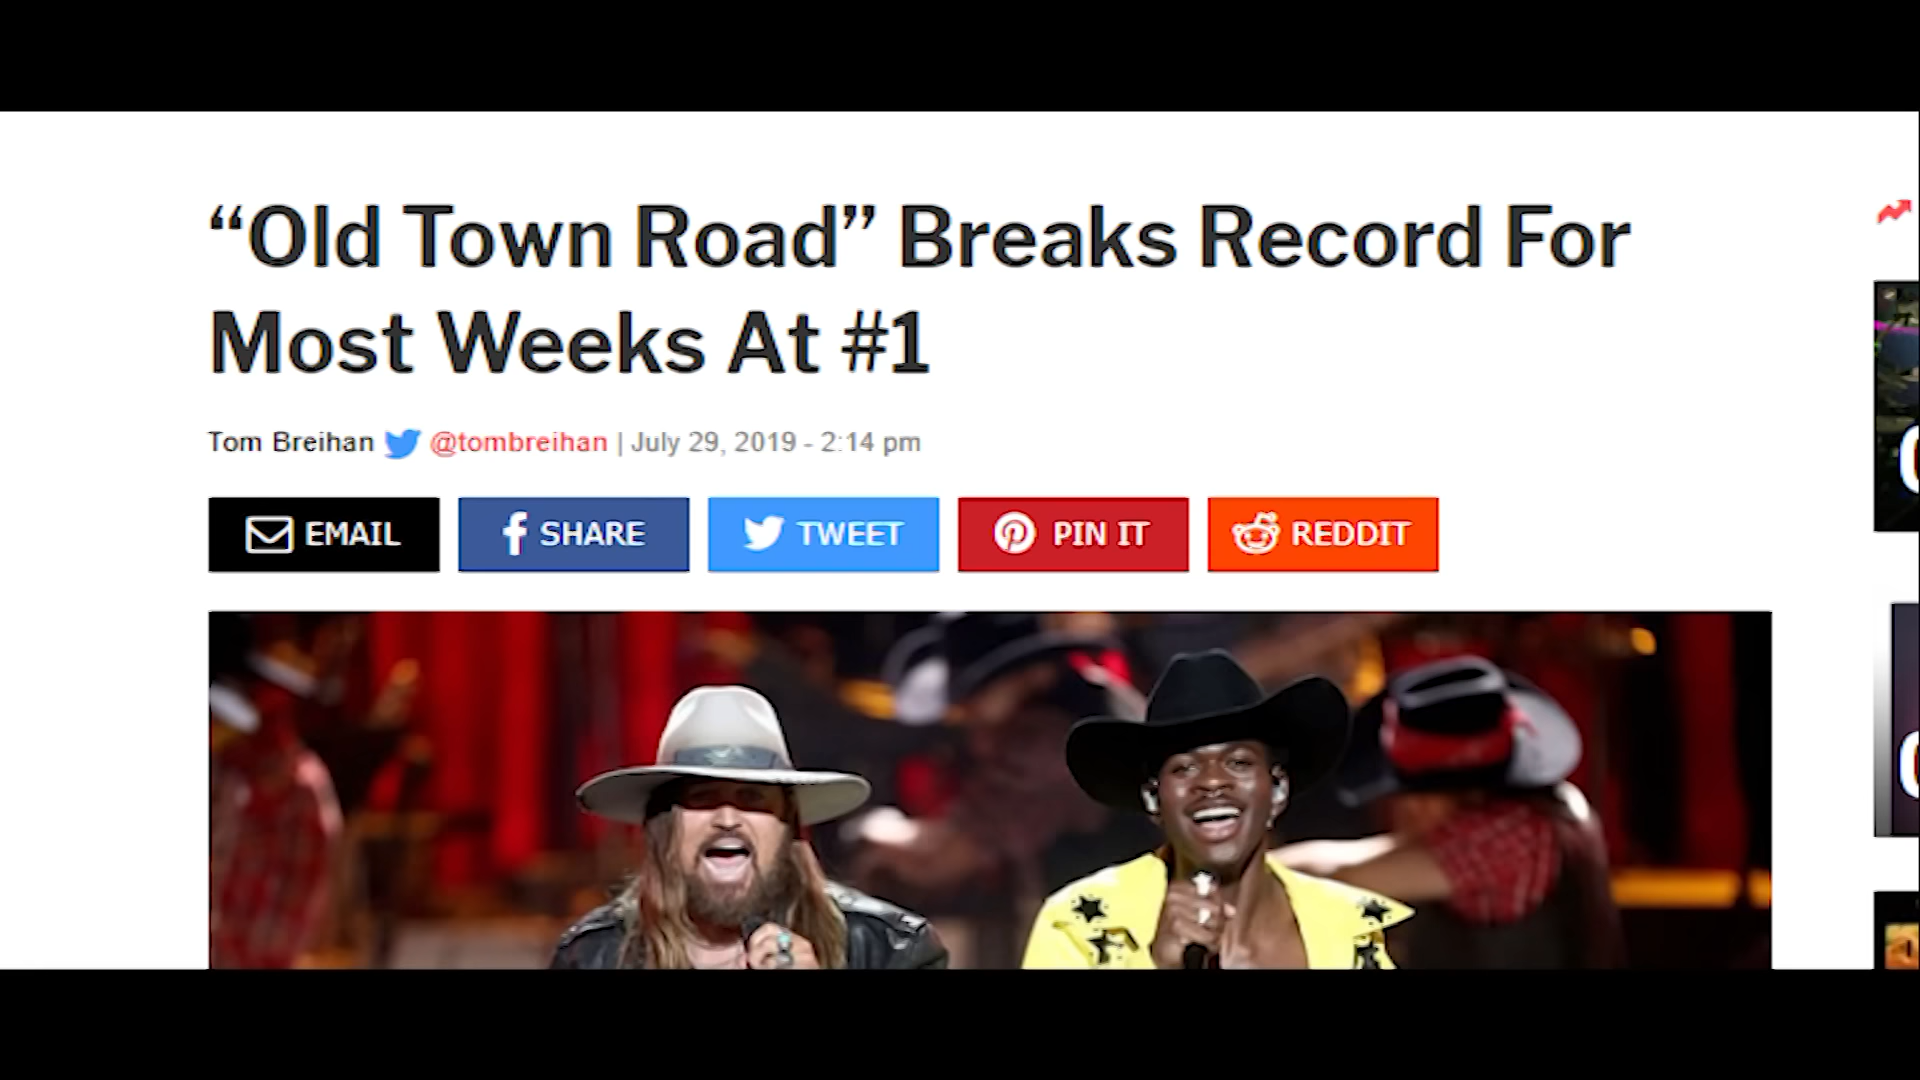 “Old Town Road” Breaks Record For
Most Weeks At #1
Tom Breihan @tombreihan | July 29, 2019 - 2:14 pm
EMAIL SHARE TWEET PIN IT REDDIT